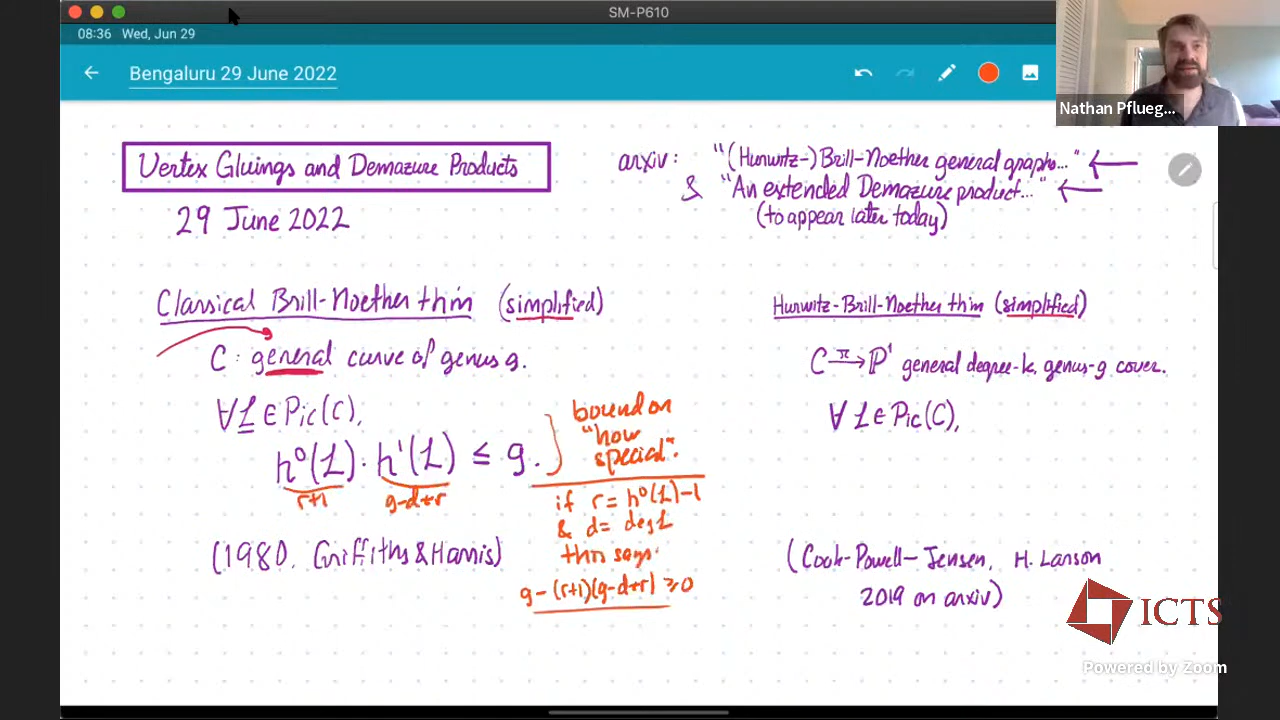 SM-P610
08:36 Wed, Jun 29
Bengaluru 29 June 2022
Nathan Pflueg...
Vertex Gluings and Demazure Products
29 June 2022
arxiv: "(Hurwitz-)Brill-Noether general graphs..."
& "An extended Demazure product..."
(to appear later today)
Classical Brill-Noether thm (simplified)
C: general curve of genus g.
∀ L ∈ Pic(C),
h⁰(L) · h¹(L) ≤ g.
r+1 g-d+r
bound on
"how
special".
if r = h⁰(L)-1
& d = deg L
this says:
g-(r+1)(g-d+r) ≥ 0
(1980, Griffiths & Harris)
Hurwitz-Brill-Noether thm (simplified)
C →π P¹ general degree-k, genus-g cover.
∀ L ∈ Pic(C),
(Cook-Powell-Jensen, H. Larson
2019 on arxiv)
ICTS
Powered by Zoom